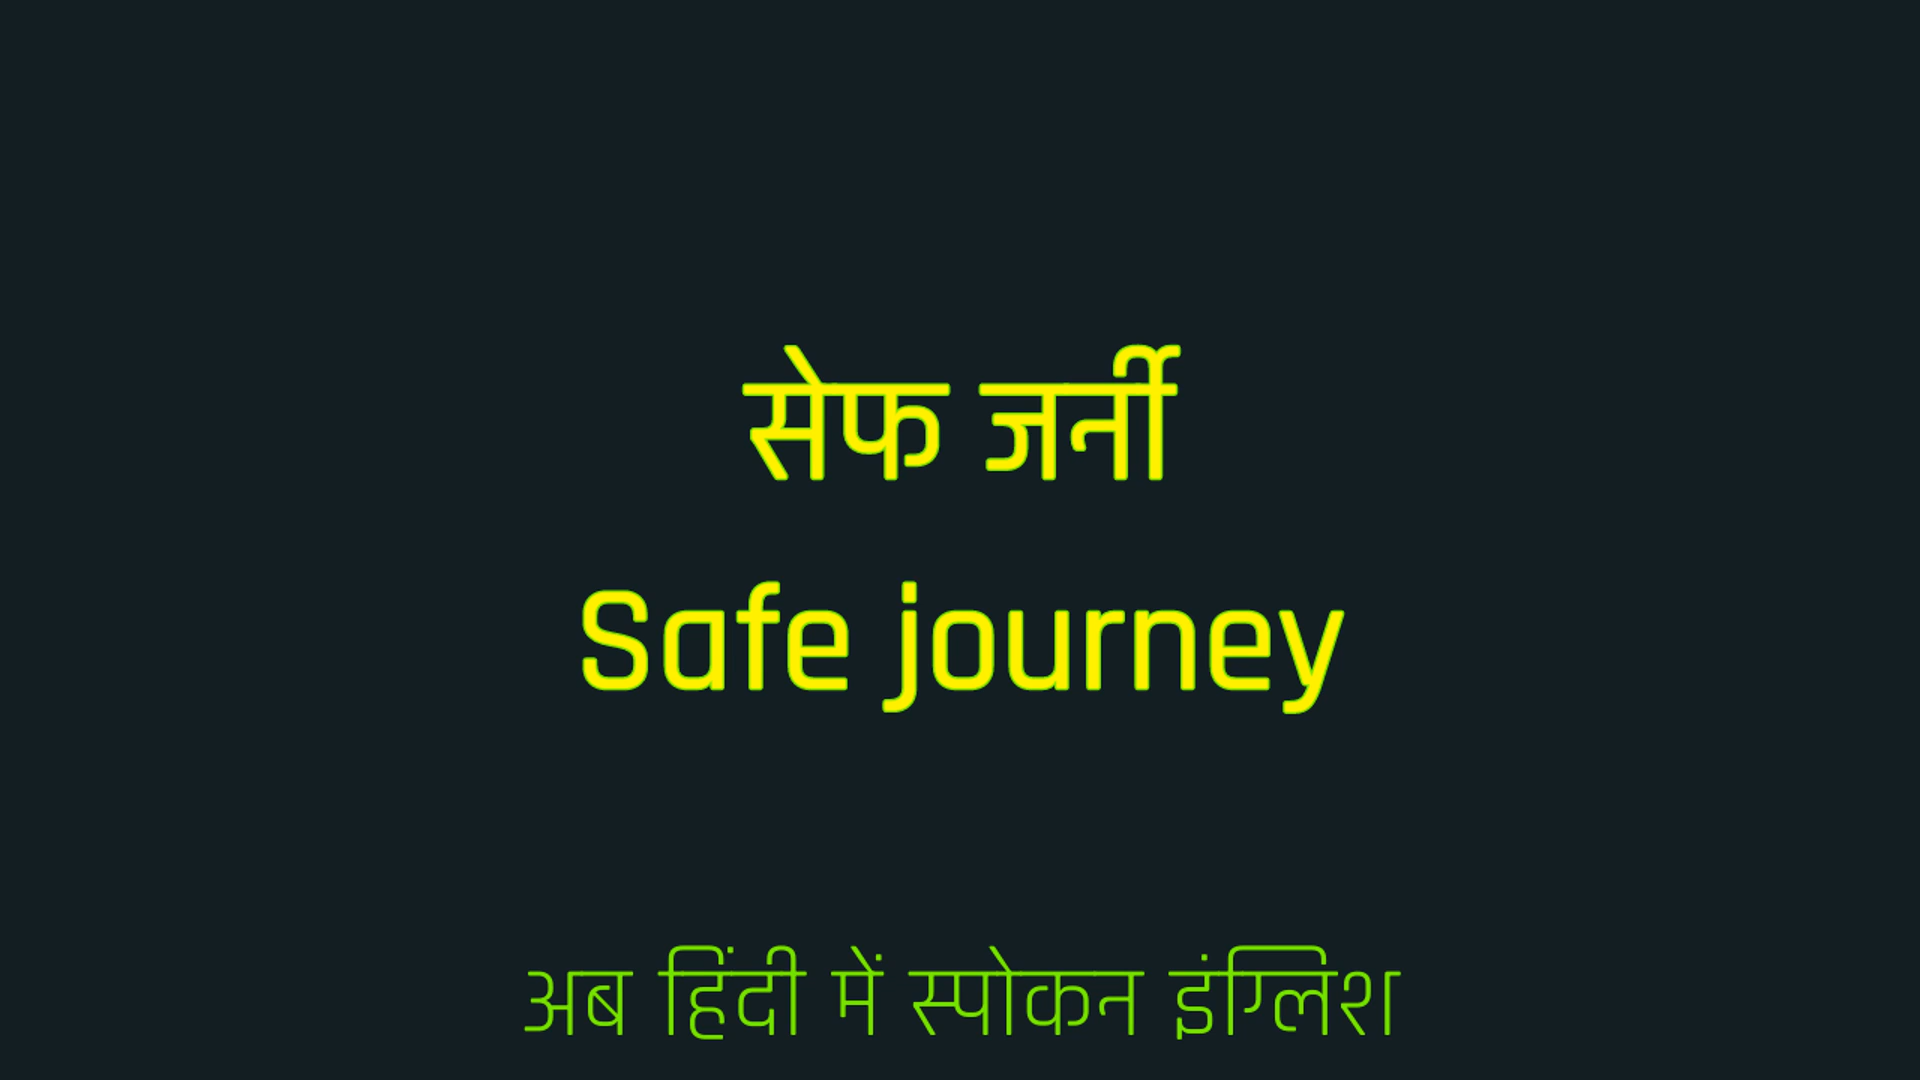 सेफ जर्नी
Safe journey
अब हिंदी में स्पोकन इंग्लिश